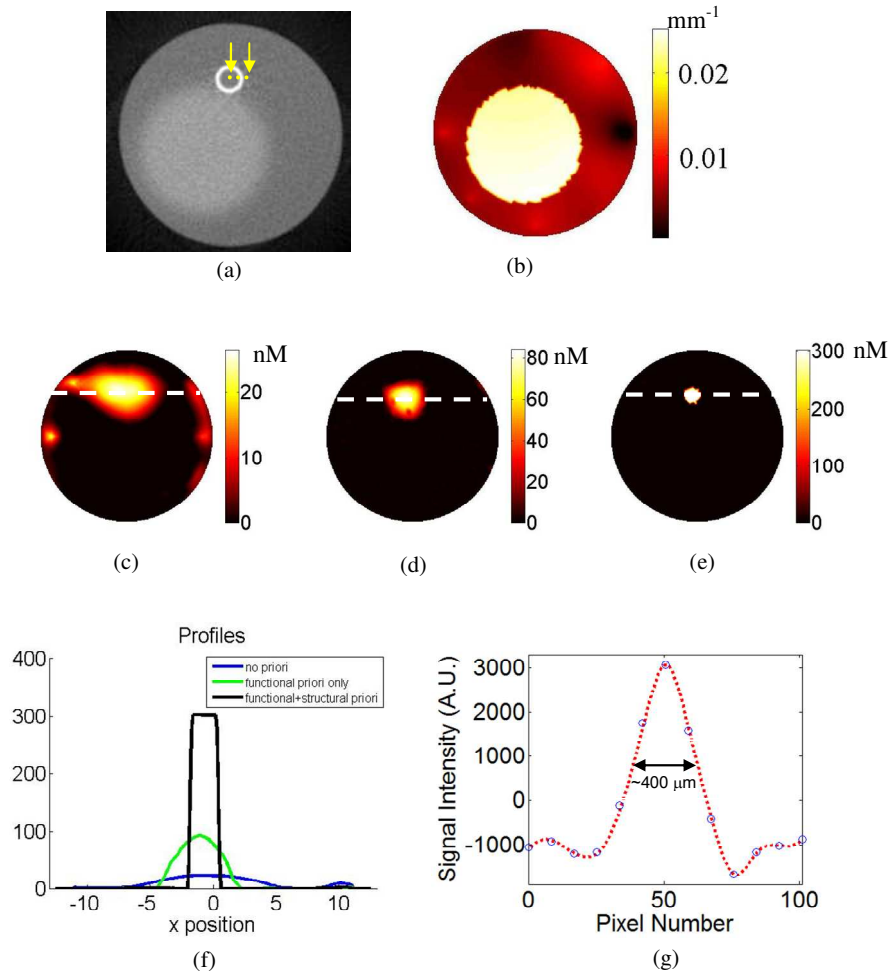 mm⁻¹
0.02
0.01
(a)
(b)
nM
20
10
0
nM
80
60
40
20
0
300
nM
200
100
0
(c)
(d)
(e)
Profiles
400
300
200
100
0
no priori
functional priori only
functional+structural priori
-10
-5
0
5
10
x position
(f)
Signal Intensity (A.U.)
3000
2000
1000
0
-1000
~400 μm
0
50
100
Pixel Number
(g)